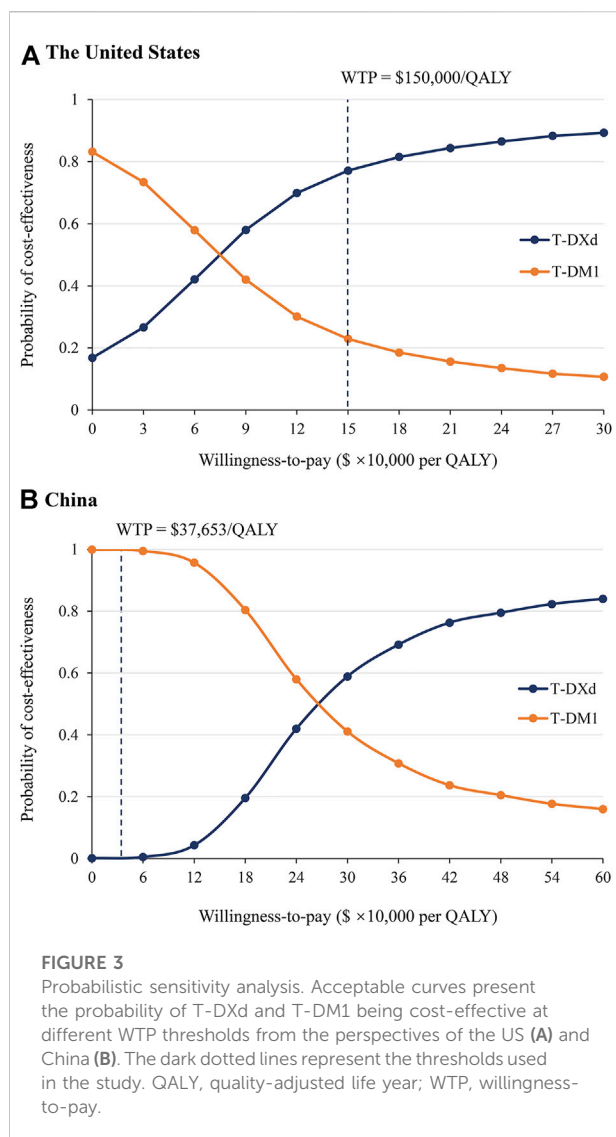 A The United States
WTP = $150,000/QALY
1
0.8
0.6
0.4
0.2
0
Probability of cost-effectiveness
T-DXd
T-DM1
0 3 6 9 12 15 18 21 24 27 30
Willingness-to-pay ($ ×10,000 per QALY)
B China
WTP = $37,653/QALY
1
0.8
0.6
0.4
0.2
0
Probability of cost-effectiveness
T-DXd
T-DM1
0 6 12 18 24 30 36 42 48 54 60
Willingness-to-pay ($ ×10,000 per QALY)
FIGURE 3
Probabilistic sensitivity analysis. Acceptable curves present
the probability of T-DXd and T-DM1 being cost-effective at
different WTP thresholds from the perspectives of the US (A) and
China (B). The dark dotted lines represent the thresholds used
in the study. QALY, quality-adjusted life year; WTP, willingness-
to-pay.